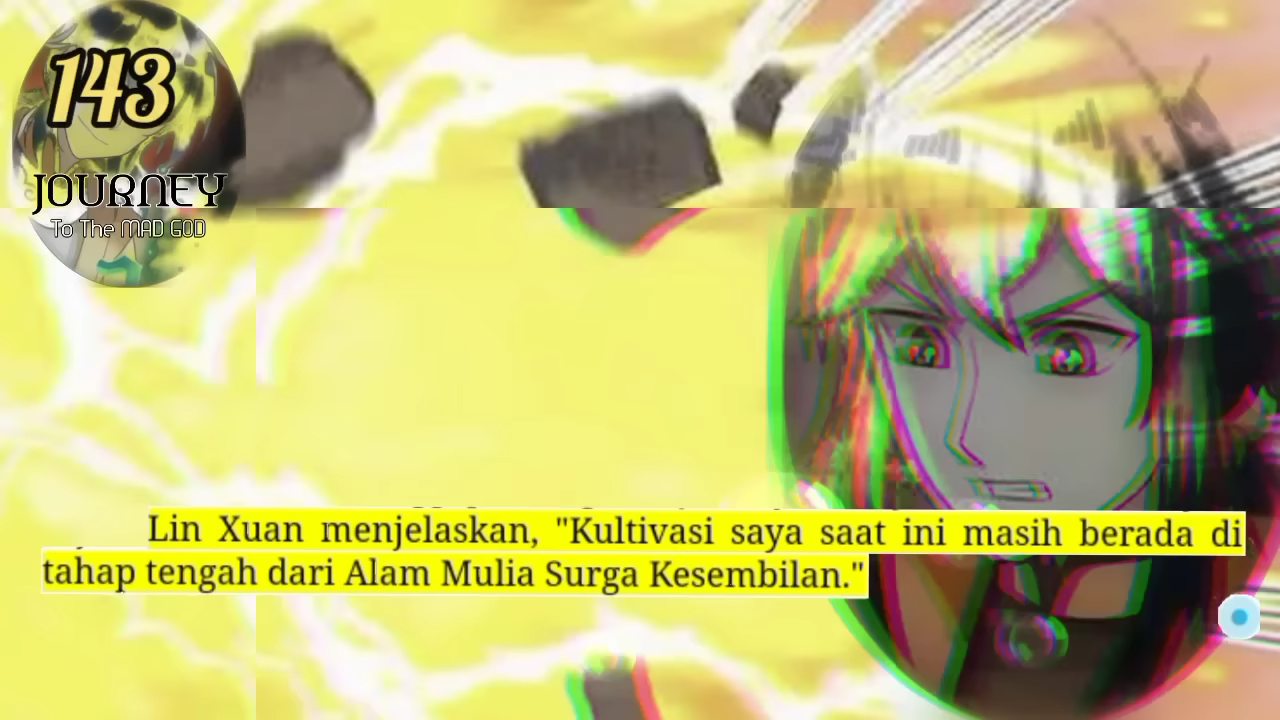 143
JOURNEY
To The MAD GOD
Lin Xuan menjelaskan, "Kultivasi saya saat ini masih berada di
tahap tengah dari Alam Mulia Surga Kesembilan."